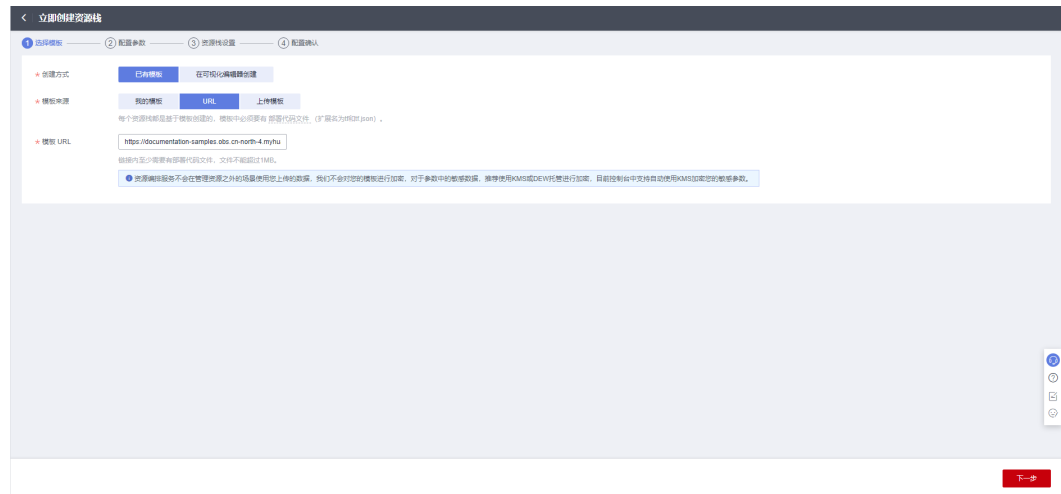 立即创建资源栈
1 选择模板 2 配置参数 3 资源栈设置 4 配置确认
* 创建方式 已有模板 在可视化编辑器创建
* 模板来源 我的模板 URL 上传模板
每个资源栈都是基于模板创建的，模板中必须要有 部署代码文件 （扩展名为tf和tf.json）。
* 模板 URL https://documentation-samples.obs.cn-north-4.myhu
链接内至少需要有部署代码文件，文件不能超过1MB。
资源编排服务不会在管理资源之外的场景使用您上传的数据，我们不会对您的模板进行加密，对于参数中的敏感数据，推荐使用KMS或DEW托管进行加密，目前控制台中支持自动使用KMS加密您的敏感参数。
下一步